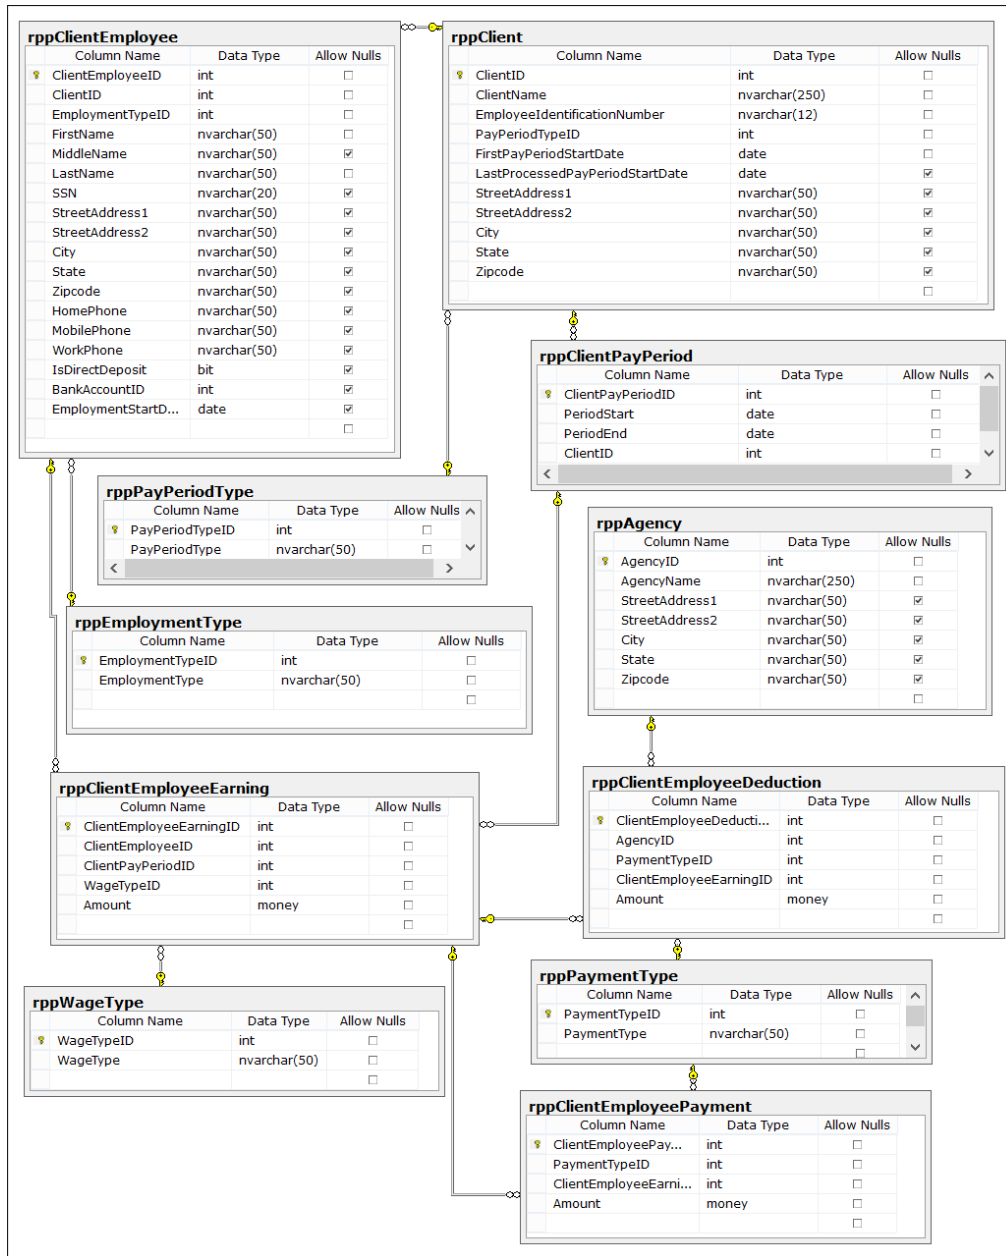 rppClientEmployee
Column Name Data Type Allow Nulls
ClientEmployeeID int
ClientID int
EmploymentTypeID int
FirstName nvarchar(50)
MiddleName nvarchar(50)
LastName nvarchar(50)
SSN nvarchar(20)
StreetAddress1 nvarchar(50)
StreetAddress2 nvarchar(50)
City nvarchar(50)
State nvarchar(50)
Zipcode nvarchar(50)
HomePhone nvarchar(50)
MobilePhone nvarchar(50)
WorkPhone nvarchar(50)
IsDirectDeposit bit
BankAccountID int
EmploymentStartD... date
rppClient
Column Name Data Type Allow Nulls
ClientID int
ClientName nvarchar(250)
EmployeeIdentificationNumber nvarchar(12)
PayPeriodTypeID int
FirstPayPeriodStartDate date
LastProcessedPayPeriodStartDate date
StreetAddress1 nvarchar(50)
StreetAddress2 nvarchar(50)
City nvarchar(50)
State nvarchar(50)
Zipcode nvarchar(50)
rppClientPayPeriod
Column Name Data Type Allow Nulls
ClientPayPeriodID int
PeriodStart date
PeriodEnd date
ClientID int
rppPayPeriodType
Column Name Data Type Allow Nulls
PayPeriodTypeID int
PayPeriodType nvarchar(50)
rppAgency
Column Name Data Type Allow Nulls
AgencyID int
AgencyName nvarchar(250)
StreetAddress1 nvarchar(50)
StreetAddress2 nvarchar(50)
City nvarchar(50)
State nvarchar(50)
Zipcode nvarchar(50)
rppEmploymentType
Column Name Data Type Allow Nulls
EmploymentTypeID int
EmploymentType nvarchar(50)
rppClientEmployeeEarning
Column Name Data Type Allow Nulls
ClientEmployeeEarningID int
ClientEmployeeID int
ClientPayPeriodID int
WageTypeID int
Amount money
rppClientEmployeeDeduction
Column Name Data Type Allow Nulls
ClientEmployeeDeducti... int
AgencyID int
PaymentTypeID int
ClientEmployeeEarningID int
Amount money
rppWageType
Column Name Data Type Allow Nulls
WageTypeID int
WageType nvarchar(50)
rppPaymentType
Column Name Data Type Allow Nulls
PaymentTypeID int
PaymentType nvarchar(50)
rppClientEmployeePayment
Column Name Data Type Allow Nulls
ClientEmployeePay... int
PaymentTypeID int
ClientEmployeeEarni... int
Amount money